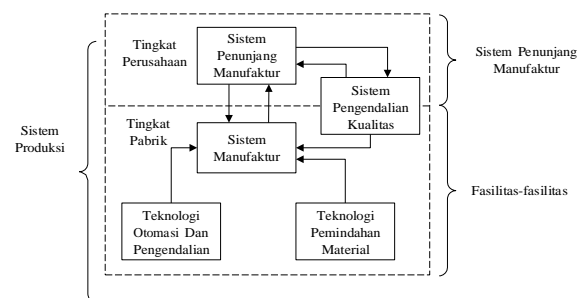 Tingkat
Perusahaan
Sistem
Penunjang
Manufaktur
Sistem Penunjang
Manufaktur
Sistem
Pengendalian
Kualitas
Sistem
Produksi
Tingkat
Pabrik
Sistem
Manufaktur
Fasilitas-fasilitas
Teknologi
Otomasi Dan
Pengendalian
Teknologi
Pemindahan
Material